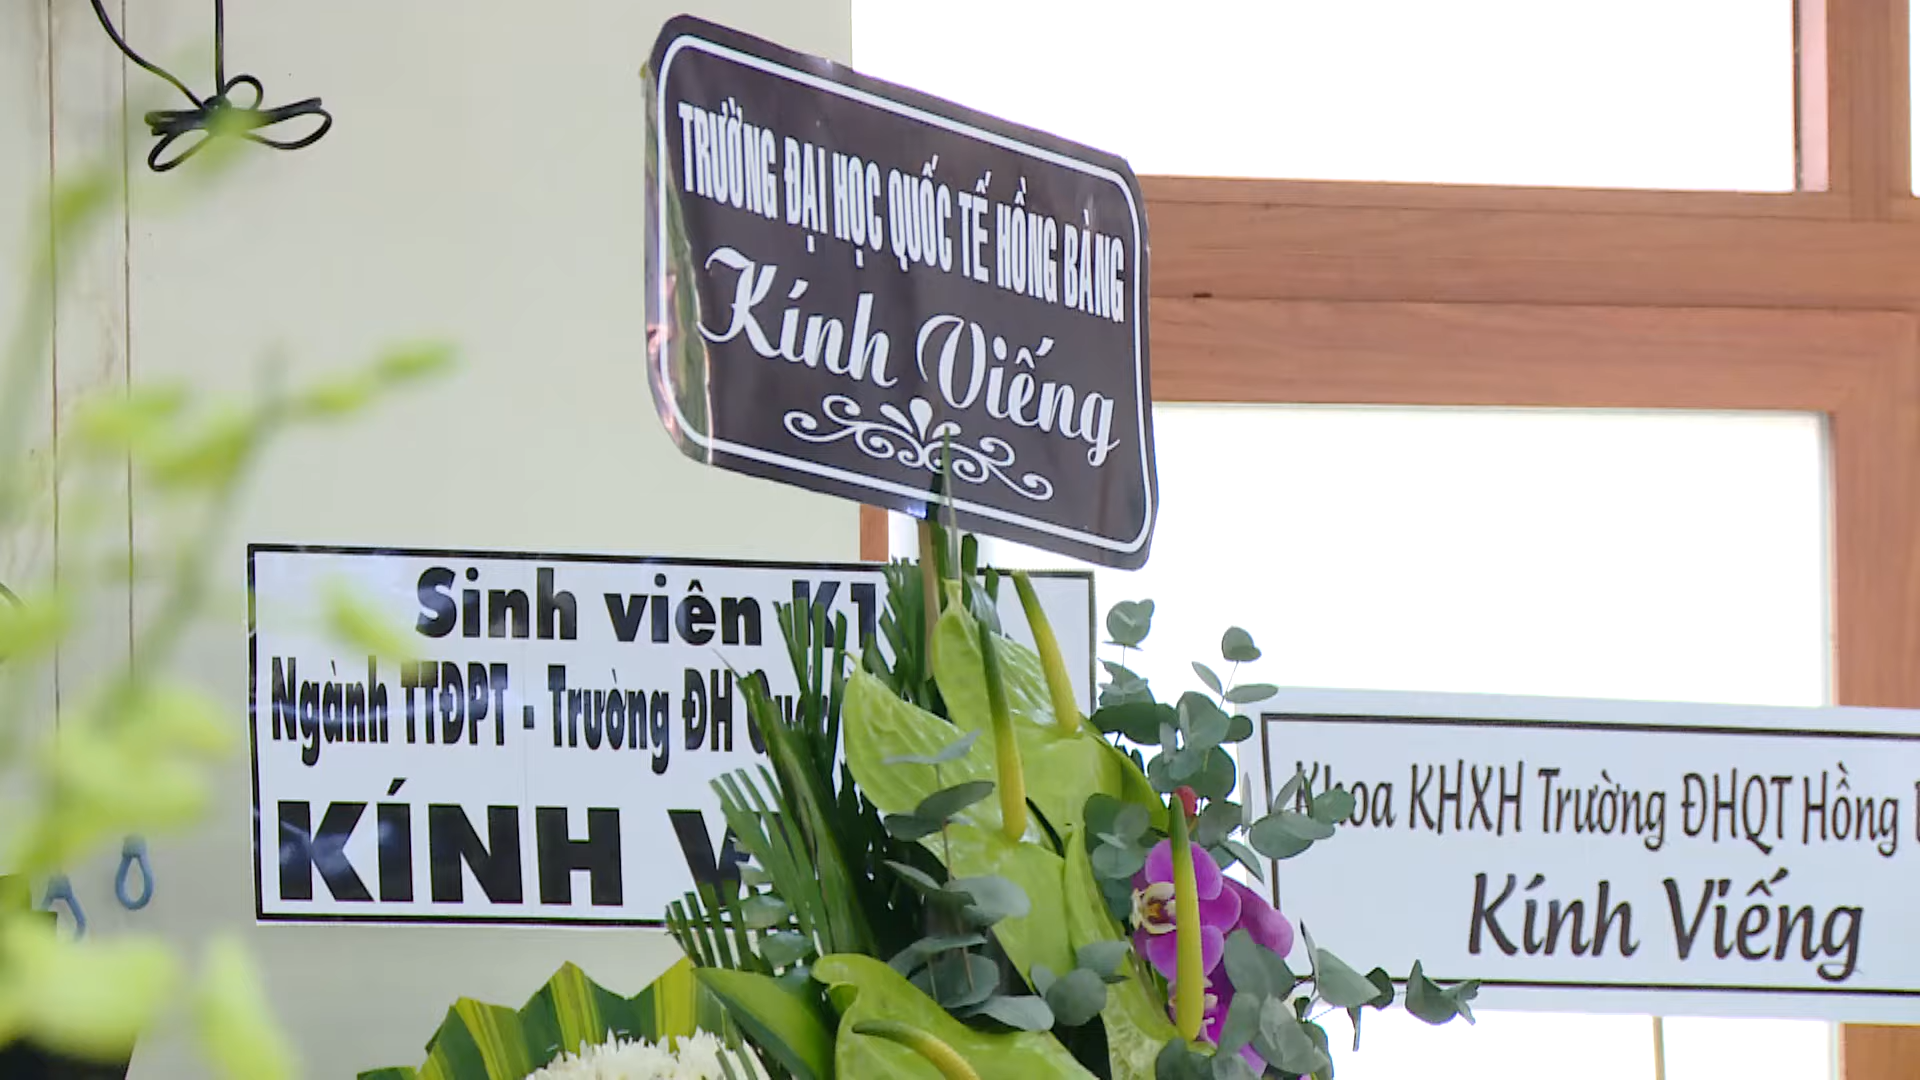 TRƯỜNG ĐẠI HỌC QUỐC TẾ HỒNG BÀNG
Kính Viếng
Sinh viên K1
Ngành TTĐPT - Trường ĐH
KÍNH
Khoa KHXH Trường ĐHQT Hồng
Kính Viếng